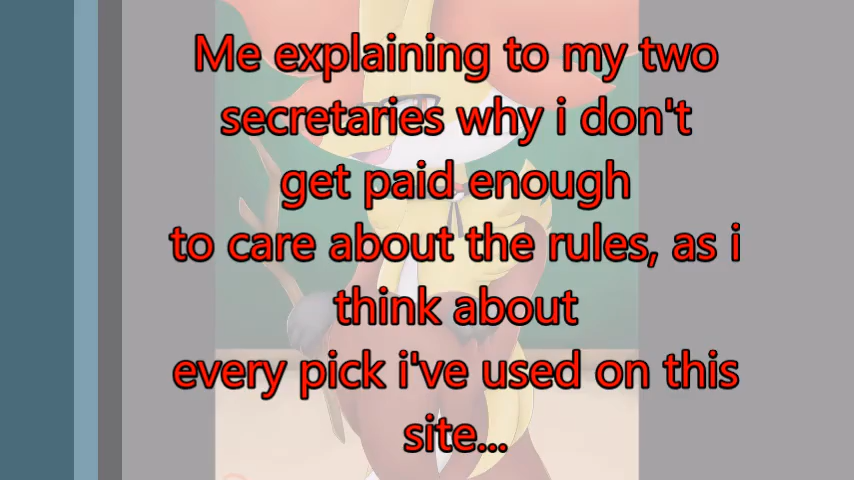 Me explaining to my two
secretaries why i don't
get paid enough
to care about the rules, as i
think about
every pick i've used on this
site...